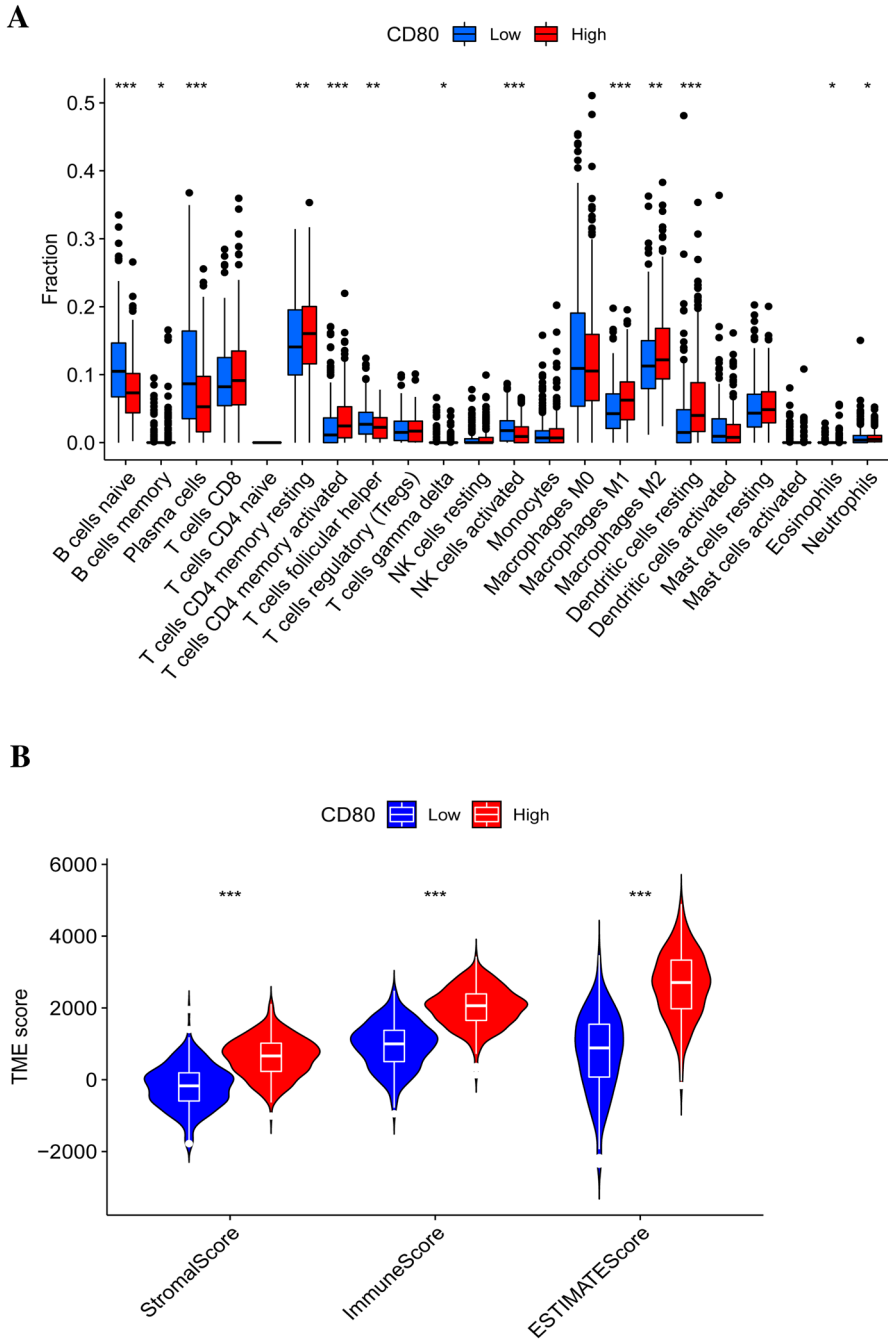 A
CD80 Low High
*** * *** ** *** ** * *** *** ** *** * *
Fraction
0.5
0.4
0.3
0.2
0.1
0.0
B cells naive
B cells memory
Plasma cells
T cells CD8
T cells CD4 naive
T cells CD4 memory resting
T cells CD4 memory activated
T cells follicular helper
T cells regulatory (Tregs)
T cells gamma delta
NK cells resting
NK cells activated
Monocytes
Macrophages M0
Macrophages M1
Macrophages M2
Dendritic cells resting
Dendritic cells activated
Mast cells resting
Mast cells activated
Eosinophils
Neutrophils
B
CD80 Low High
*** *** ***
TME score
6000
4000
2000
0
−2000
StromalScore
ImmuneScore
ESTIMATEScore